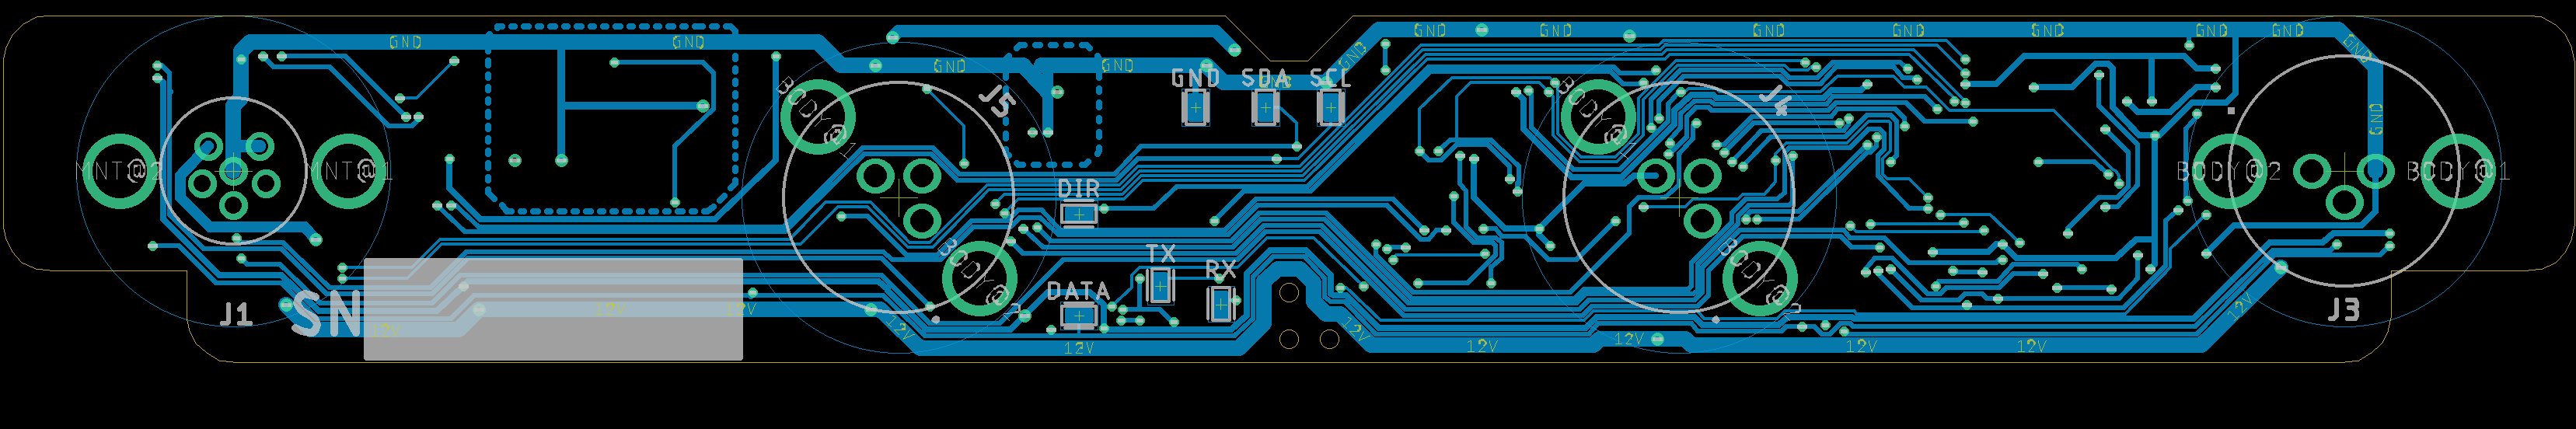 GND GND GND GND GND GND GND GND GND
GND GND GND GND
GND SDA SCL
GND
BODY@1 J5 BODY@1 J4 GND
MNT@2 MNT@1 BODY@2 BODY@1
DIR
TX
RX
BODY@2 BODY@2
DATA
J1 SN 12V 12V 12V 12V 12V J3
12V 12V 12V 12V 12V 12V